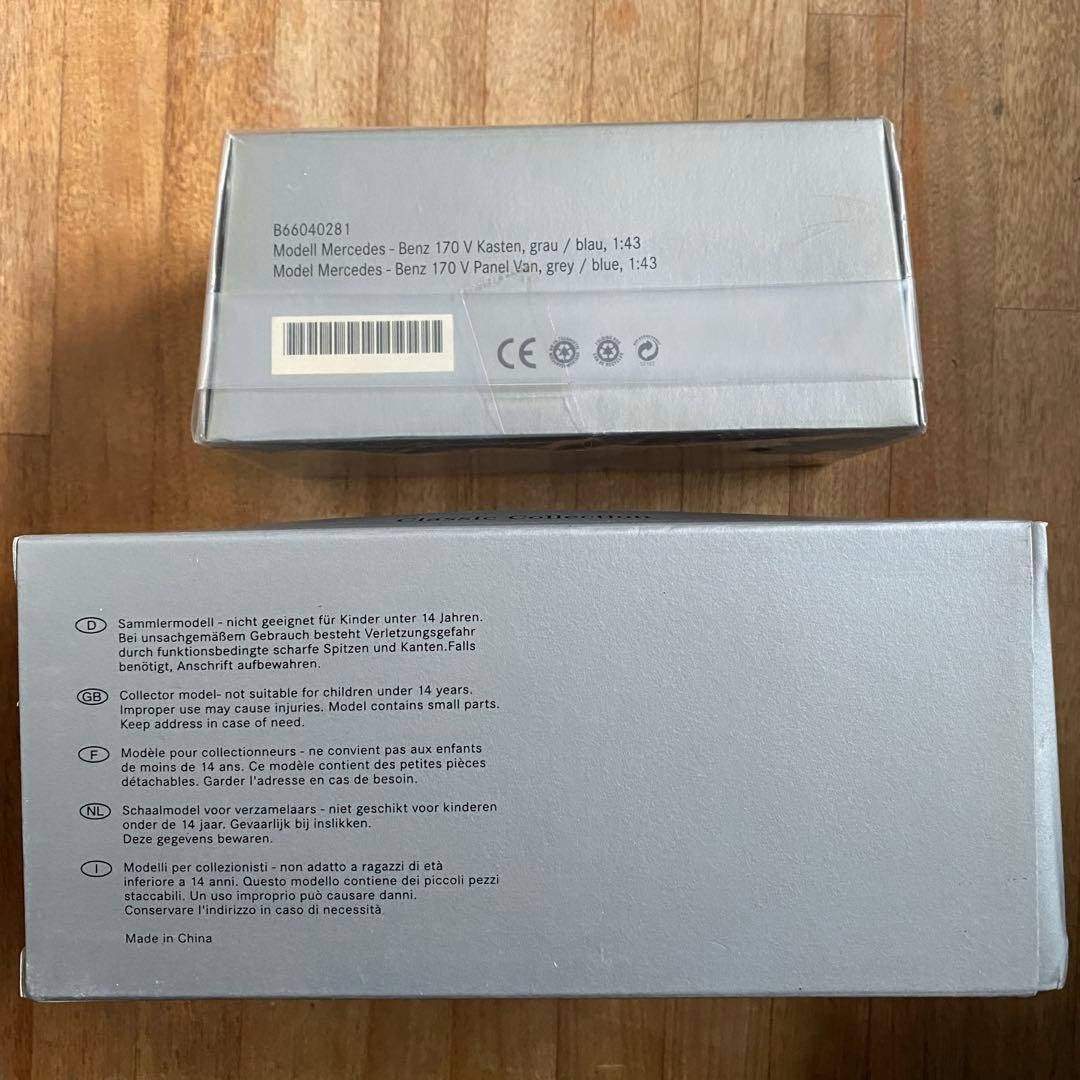 B66040281
Modell Mercedes - Benz 170 V Kasten, grau / blau, 1:43
Model Mercedes - Benz 170 V Panel Van, grey / blue, 1:43
CE
Classic Collection
D Sammlermodell - nicht geeignet für Kinder unter 14 Jahren.
Bei unsachgemäßem Gebrauch besteht Verletzungsgefahr
durch funktionsbedingte scharfe Spitzen und Kanten.Falls
benötigt, Anschrift aufbewahren.
GB Collector model- not suitable for children under 14 years.
Improper use may cause injuries. Model contains small parts.
Keep address in case of need.
F Modèle pour collectionneurs - ne convient pas aux enfants
de moins de 14 ans. Ce modèle contient des petites pièces
détachables. Garder l'adresse en cas de besoin.
NL Schaalmodel voor verzamelaars - niet geschikt voor kinderen
onder de 14 jaar. Gevaarlijk bij inslikken.
Deze gegevens bewaren.
I Modelli per collezionisti - non adatto a ragazzi di età
inferiore a 14 anni. Questo modello contiene dei piccoli pezzi
staccabili. Un uso improprio può causare danni.
Conservare l'indirizzo in caso di necessità
Made in China